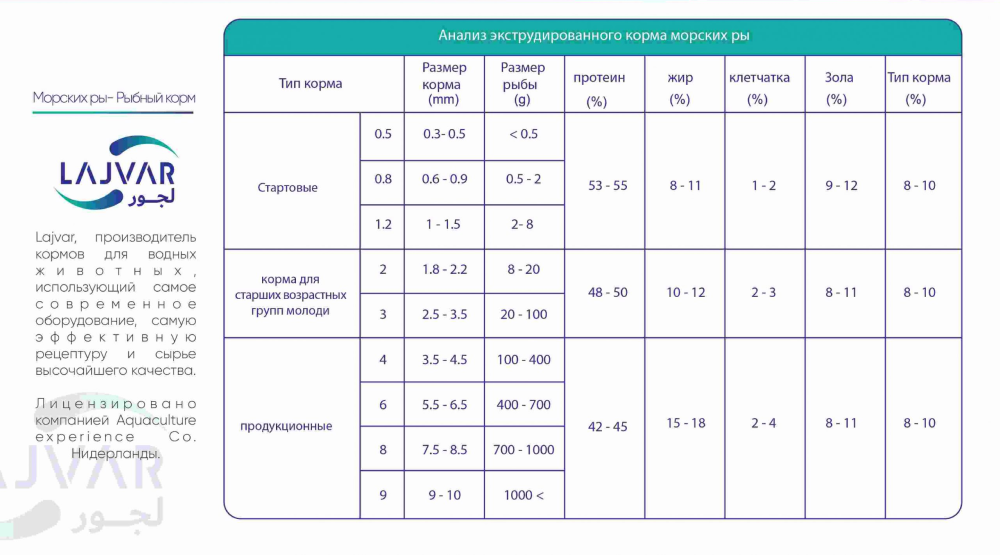 Анализ экструдированного корма морских ры
Тип корма
Размер
корма
(mm)
Размер
рыбы
(g)
протеин
(%)
жир
(%)
клетчатка
(%)
Зола
(%)
Тип корма
(%)
Стартовые
0.5
0.3- 0.5
< 0.5
0.8
0.6 - 0.9
0.5 - 2
1.2
1 - 1.5
2- 8
53 - 55
8 - 11
1 - 2
9 - 12
8 - 10
корма для
старших возрастных
групп молоди
2
1.8 - 2.2
8 - 20
3
2.5 - 3.5
20 - 100
48 - 50
10 - 12
2 - 3
8 - 11
8 - 10
продукционные
4
3.5 - 4.5
100 - 400
6
5.5 - 6.5
400 - 700
8
7.5 - 8.5
700 - 1000
9
9 - 10
1000 <
42 - 45
15 - 18
2 - 4
8 - 11
8 - 10
Морских ры- Рыбный корм
LAJVAR
لجور
Lajvar, производитель
кормов для водных
животных,
использующий самое
современное
оборудование, самую
эффективную
рецептуру и сырье
высочайшего качества.
Лицензировано
компанией Aquaculture
experience Co.
Нидерланды.
AJVAR
لجور